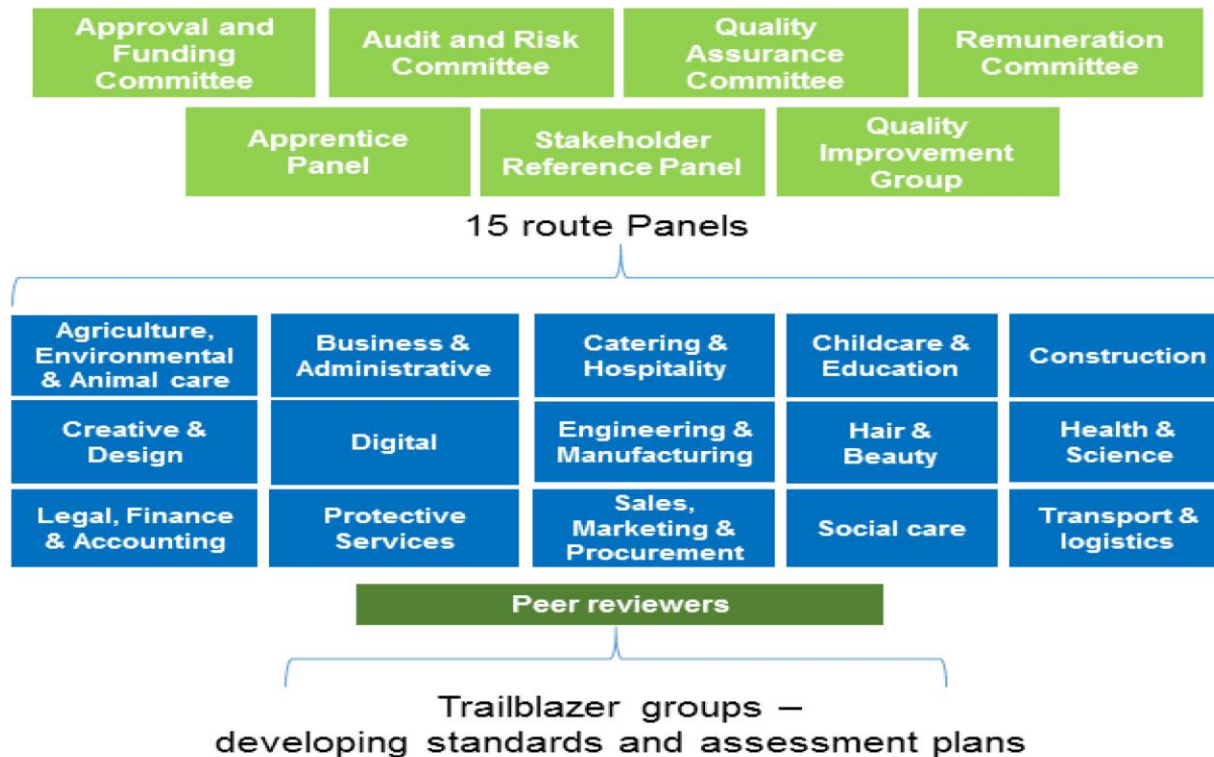 Approval and
Funding
Committee
Audit and Risk
Committee
Quality
Assurance
Committee
Remuneration
Committee
Apprentice
Panel
Stakeholder
Reference Panel
Quality
Improvement
Group
15 route Panels
Agriculture,
Environmental
& Animal care
Business &
Administrative
Catering &
Hospitality
Childcare &
Education
Construction
Creative &
Design
Digital
Engineering &
Manufacturing
Hair &
Beauty
Health &
Science
Legal, Finance
& Accounting
Protective
Services
Sales,
Marketing &
Procurement
Social care
Transport &
logistics
Peer reviewers
Trailblazer groups –
developing standards and assessment plans